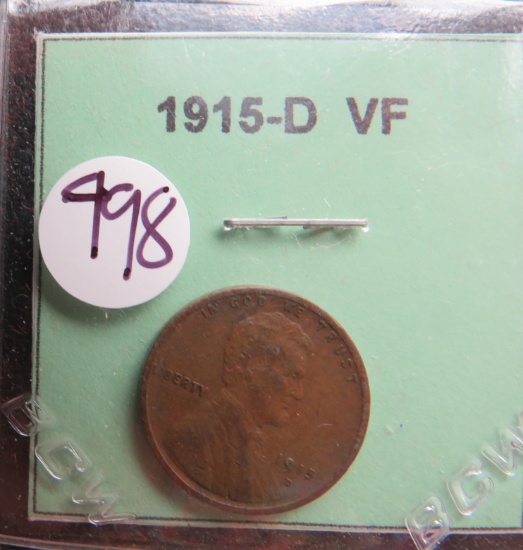 1915-D VF
498
IN GOD WE TRUST
LIBERTY
1915
D
BCW
BCW